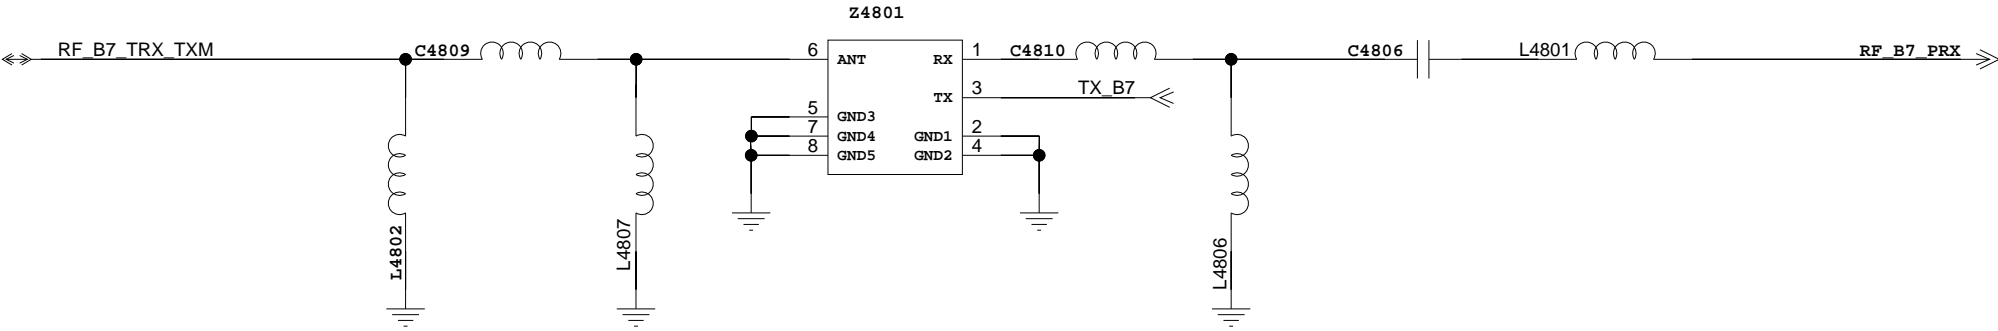 Z4801
RF_B7_TRX_TXM
C4809
6
ANT
RX
1
C4810
C4806
L4801
RF_B7_PRX
TX
3
TX_B7
5
GND3
7
GND4
GND1
2
8
GND5
GND2
4
L4802
L4807
L4806